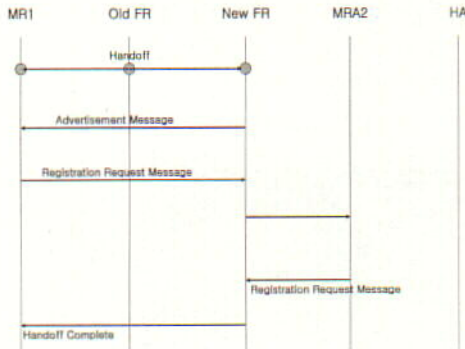 MR1 Old FR New FR MRA2 HA
Handoff
Advertisement Message
Registration Request Message
Registration Request Message
Handoff Complete